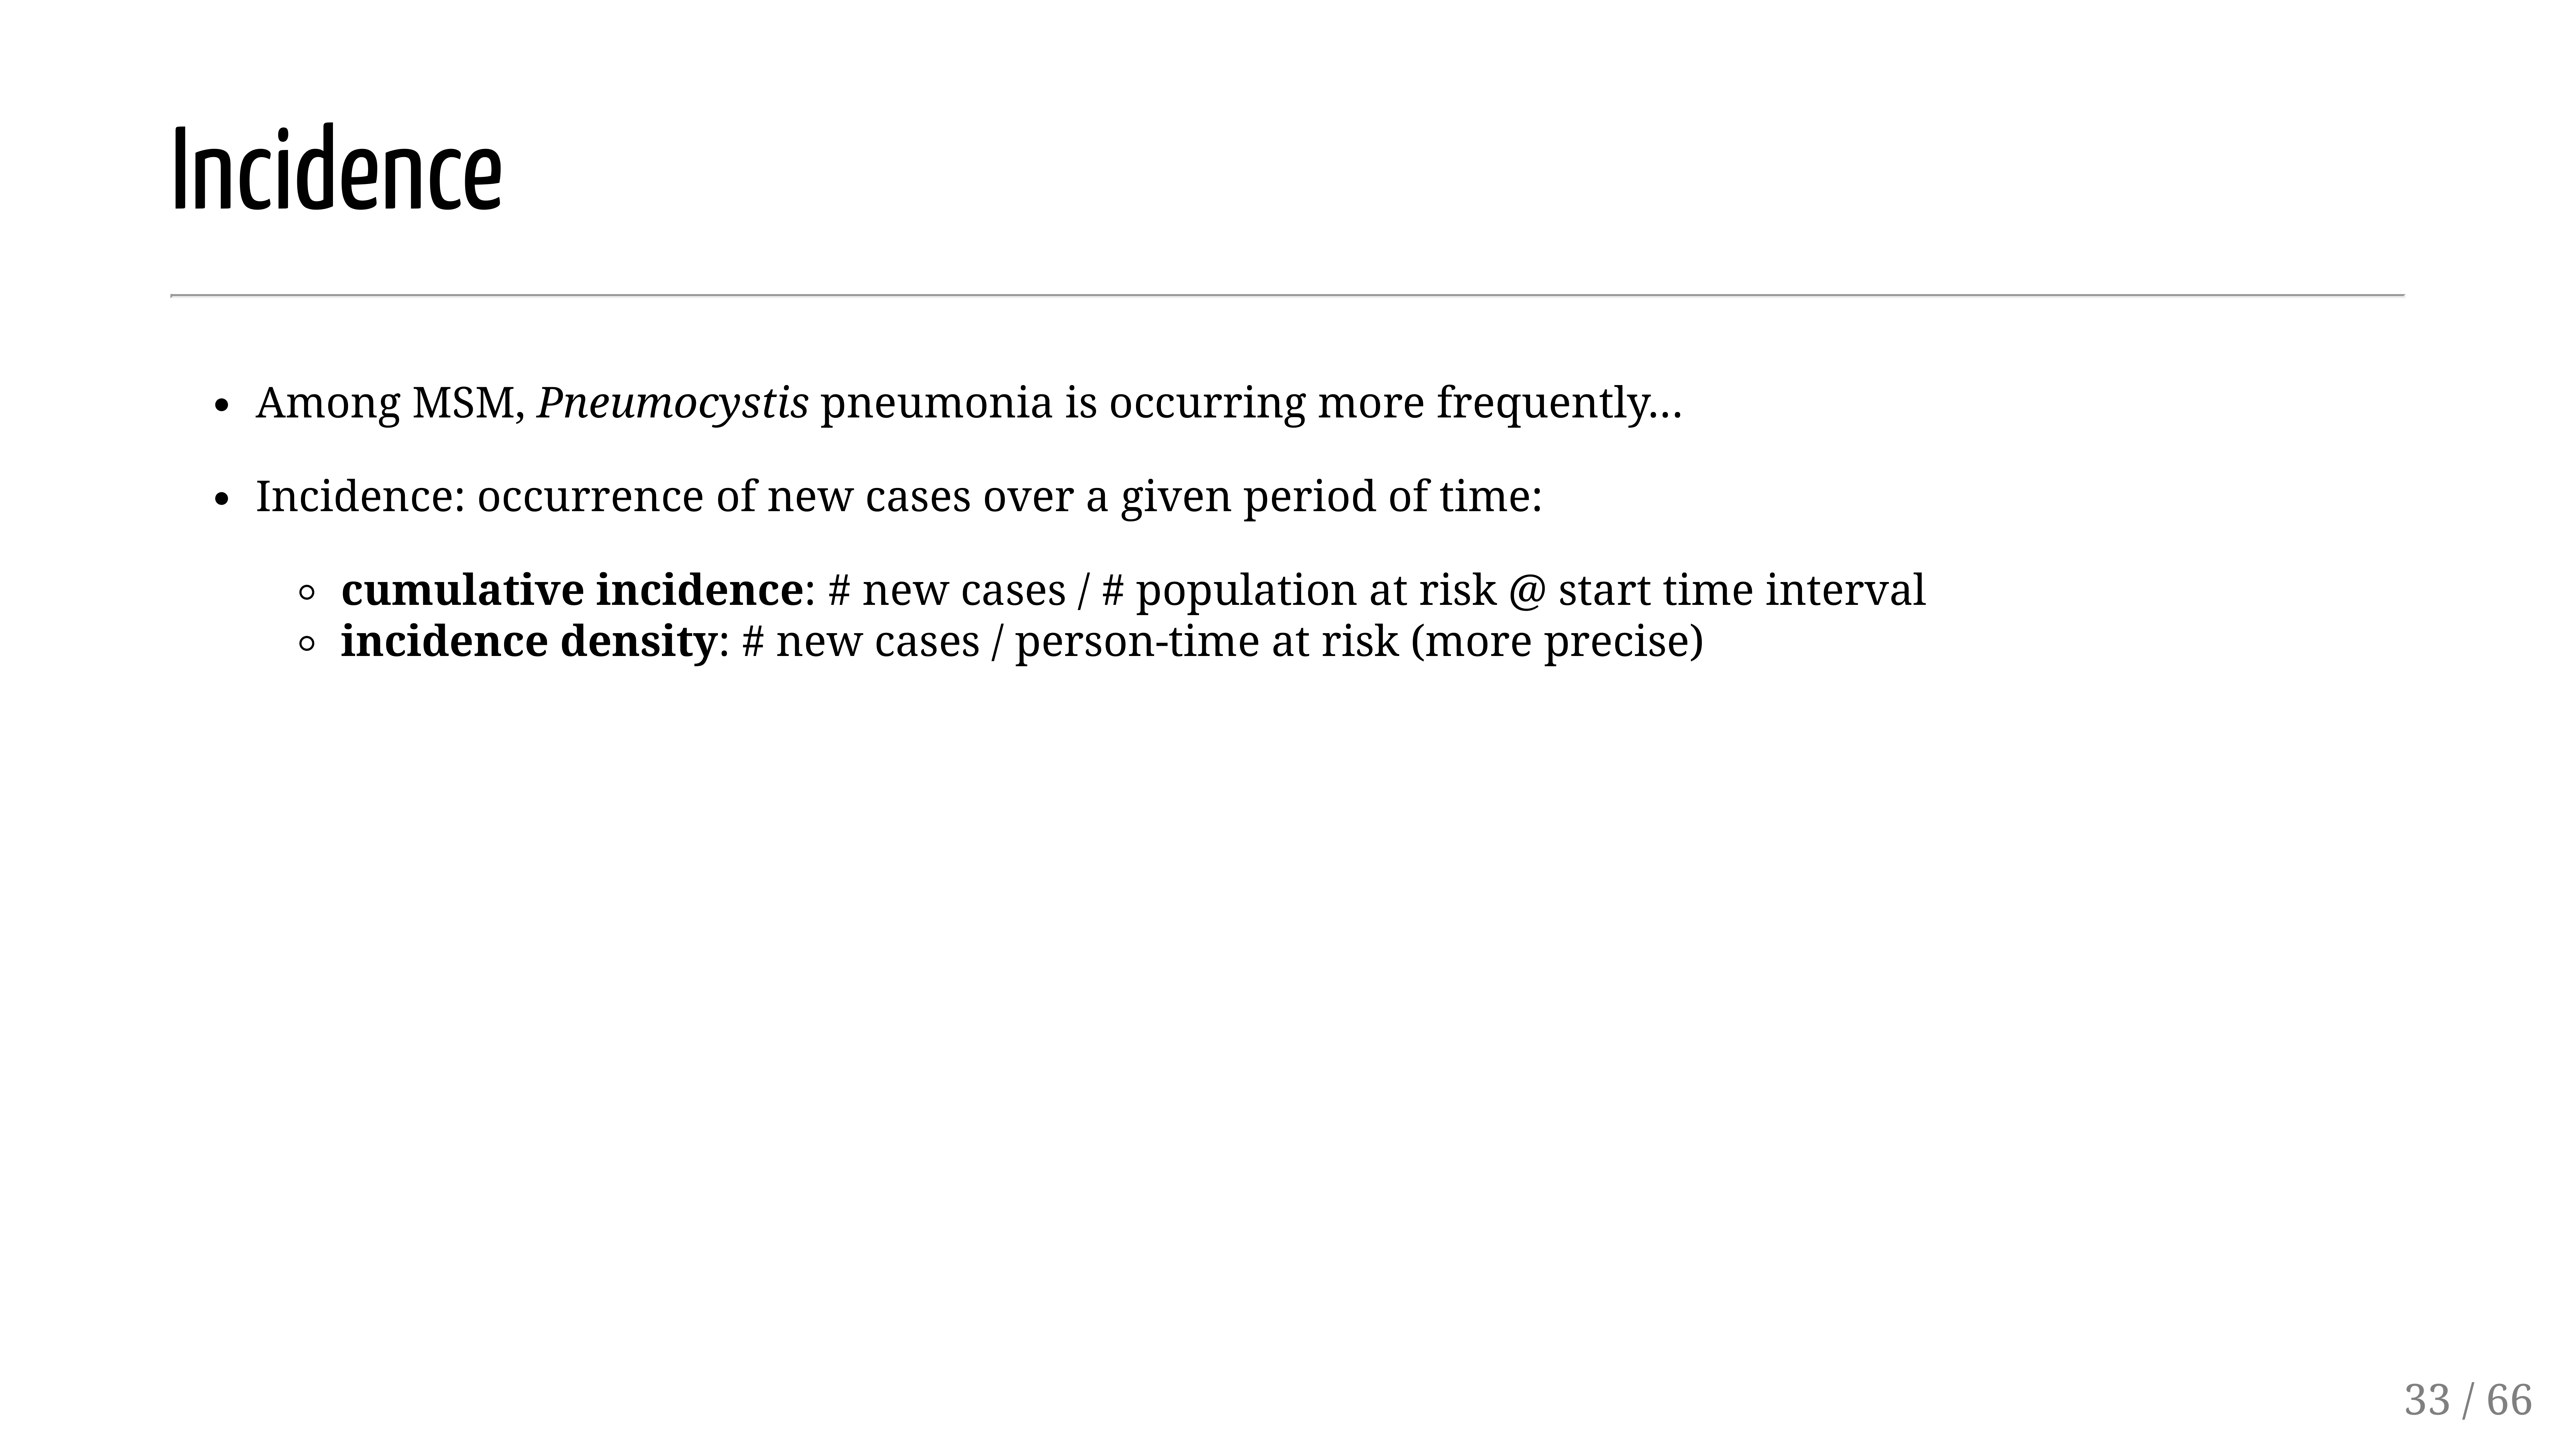 Incidence
• Among MSM, Pneumocystis pneumonia is occurring more frequently...
• Incidence: occurrence of new cases over a given period of time:
◦ cumulative incidence: # new cases / # population at risk @ start time interval
◦ incidence density: # new cases / person-time at risk (more precise)
33 / 66